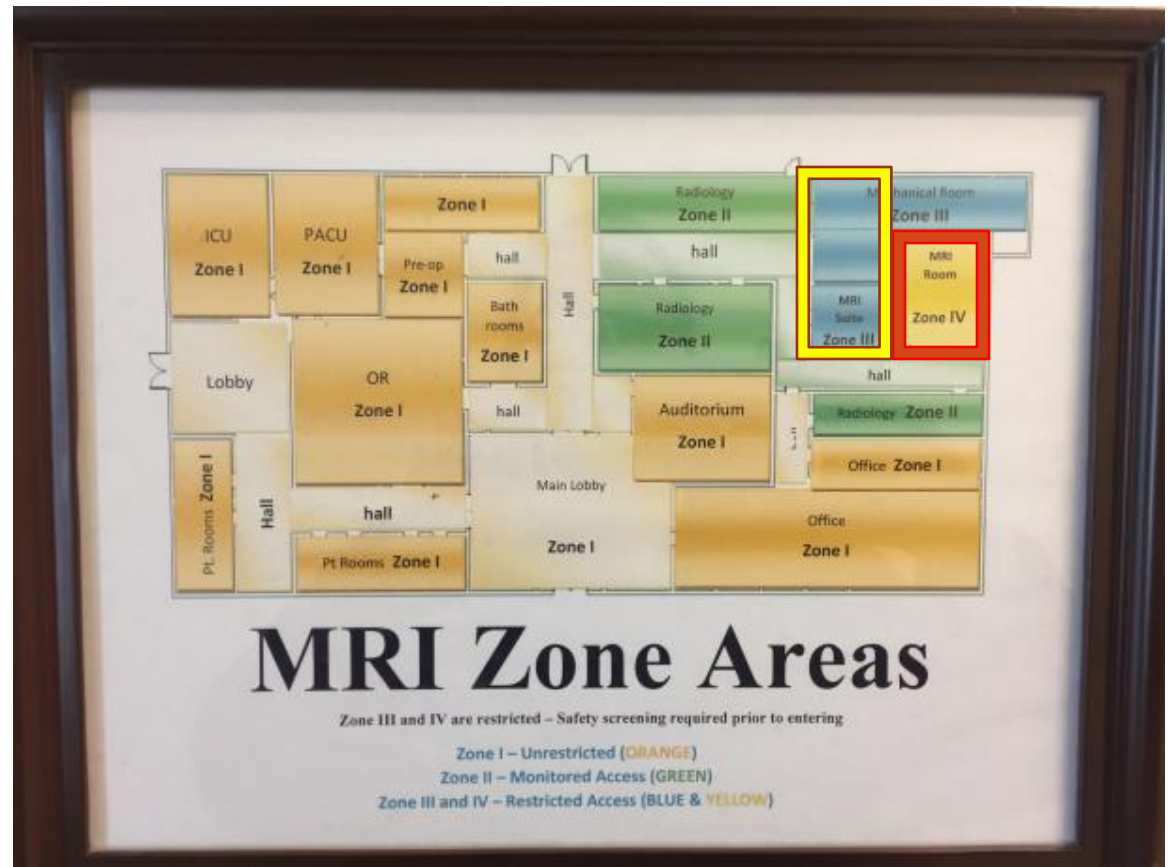 Radiology
Zone II
Mechanical Room
Zone III
Zone I
ICU
Zone I
PACU
Zone I
Pre-op
Zone I
hall
Hall
hall
MRI
Room
Zone IV
Bath
rooms
Zone I
Radiology
Zone II
MRI
Suite
Zone III
Lobby
OR
Zone I
hall
hall
Auditorium
Zone I
Radiology Zone II
Office Zone I
Pt. Rooms Zone I
Hall
hall
Main Lobby
Zone I
Office
Zone I
Pt Rooms Zone I
MRI Zone Areas
Zone III and IV are restricted – Safety screening required prior to entering
Zone I – Unrestricted (ORANGE)
Zone II – Monitored Access (GREEN)
Zone III and IV – Restricted Access (BLUE & YELLOW)